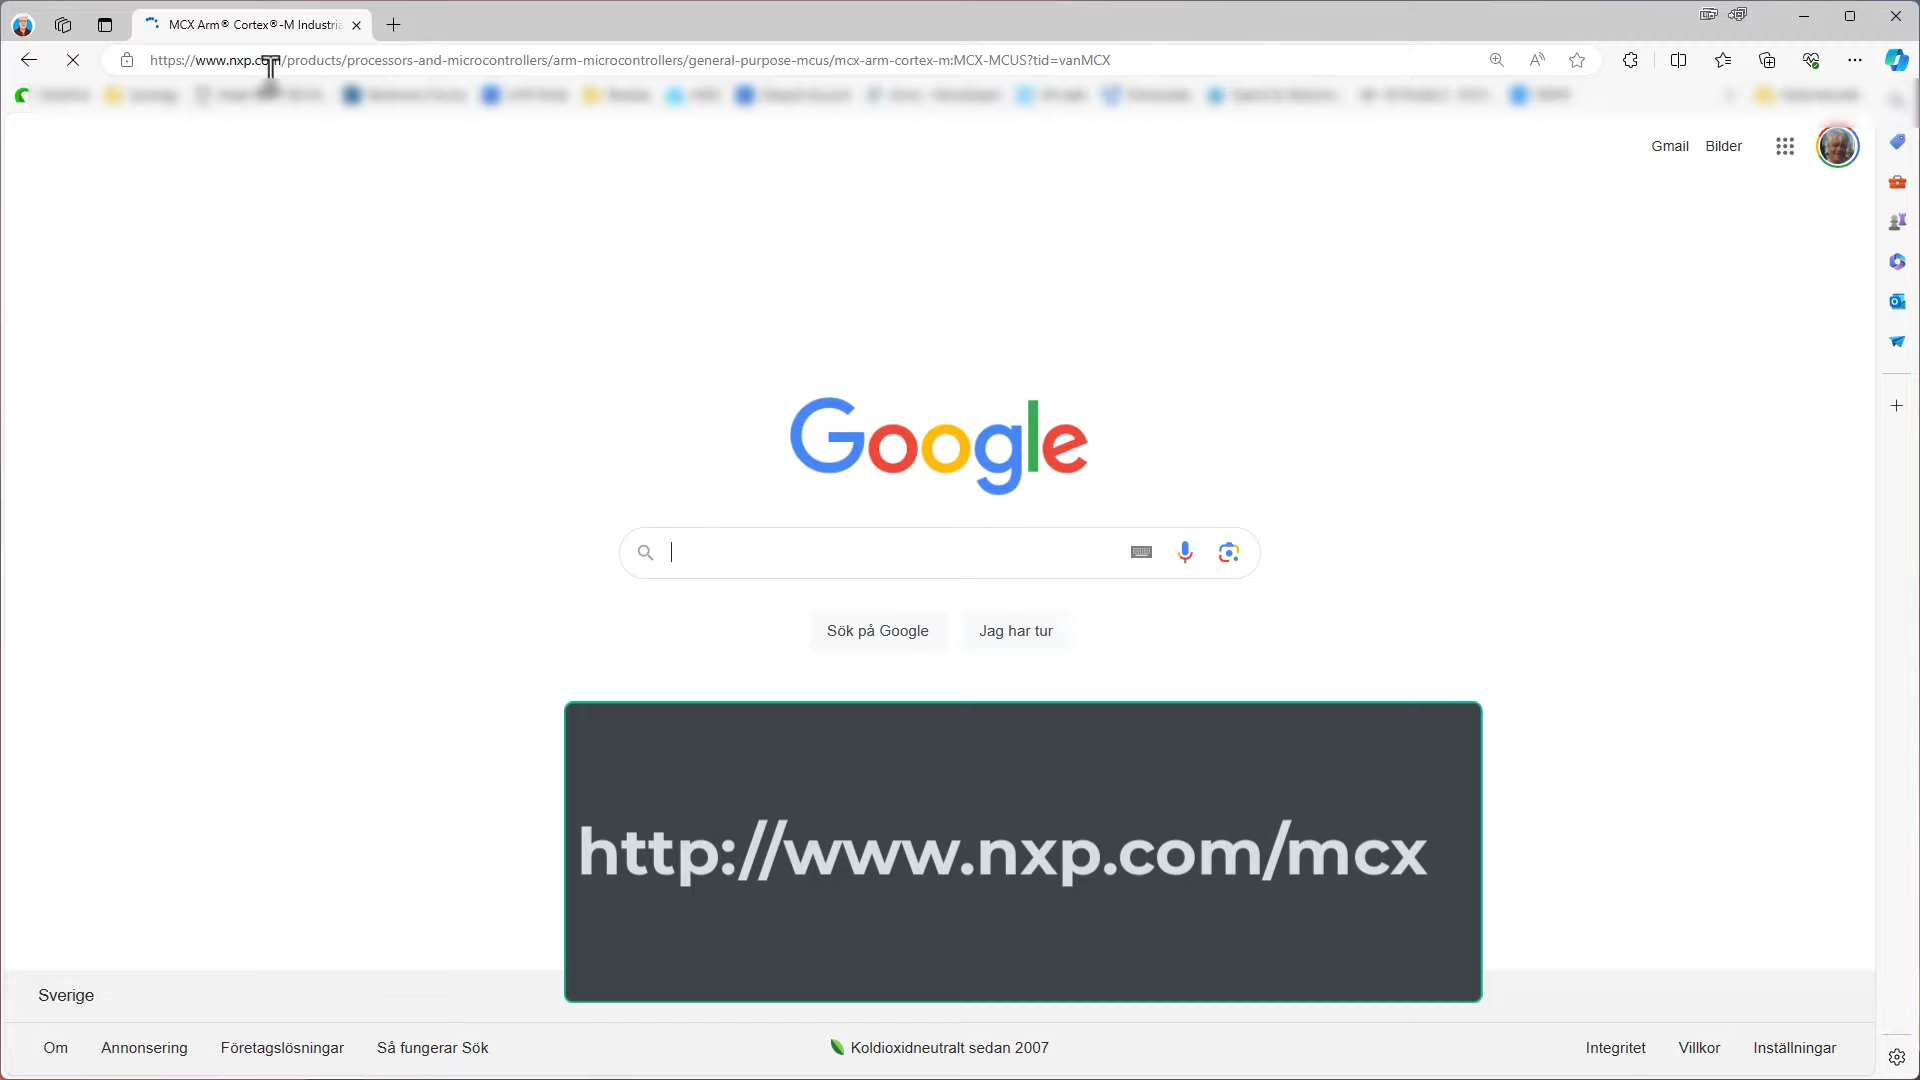 MCX Arm® Cortex®-M Industria
https://www.nxp.com/products/processors-and-microcontrollers/arm-microcontrollers/general-purpose-mcus/mcx-arm-cortex-m:MCX-MCUS?tid=vanMCX
Gmail Bilder
Google
Sök på Google Jag har tur
http://www.nxp.com/mcx
Sverige
Om Annonsering Företagslösningar Så fungerar Sök Koldioxidneutralt sedan 2007 Integritet Villkor Inställningar